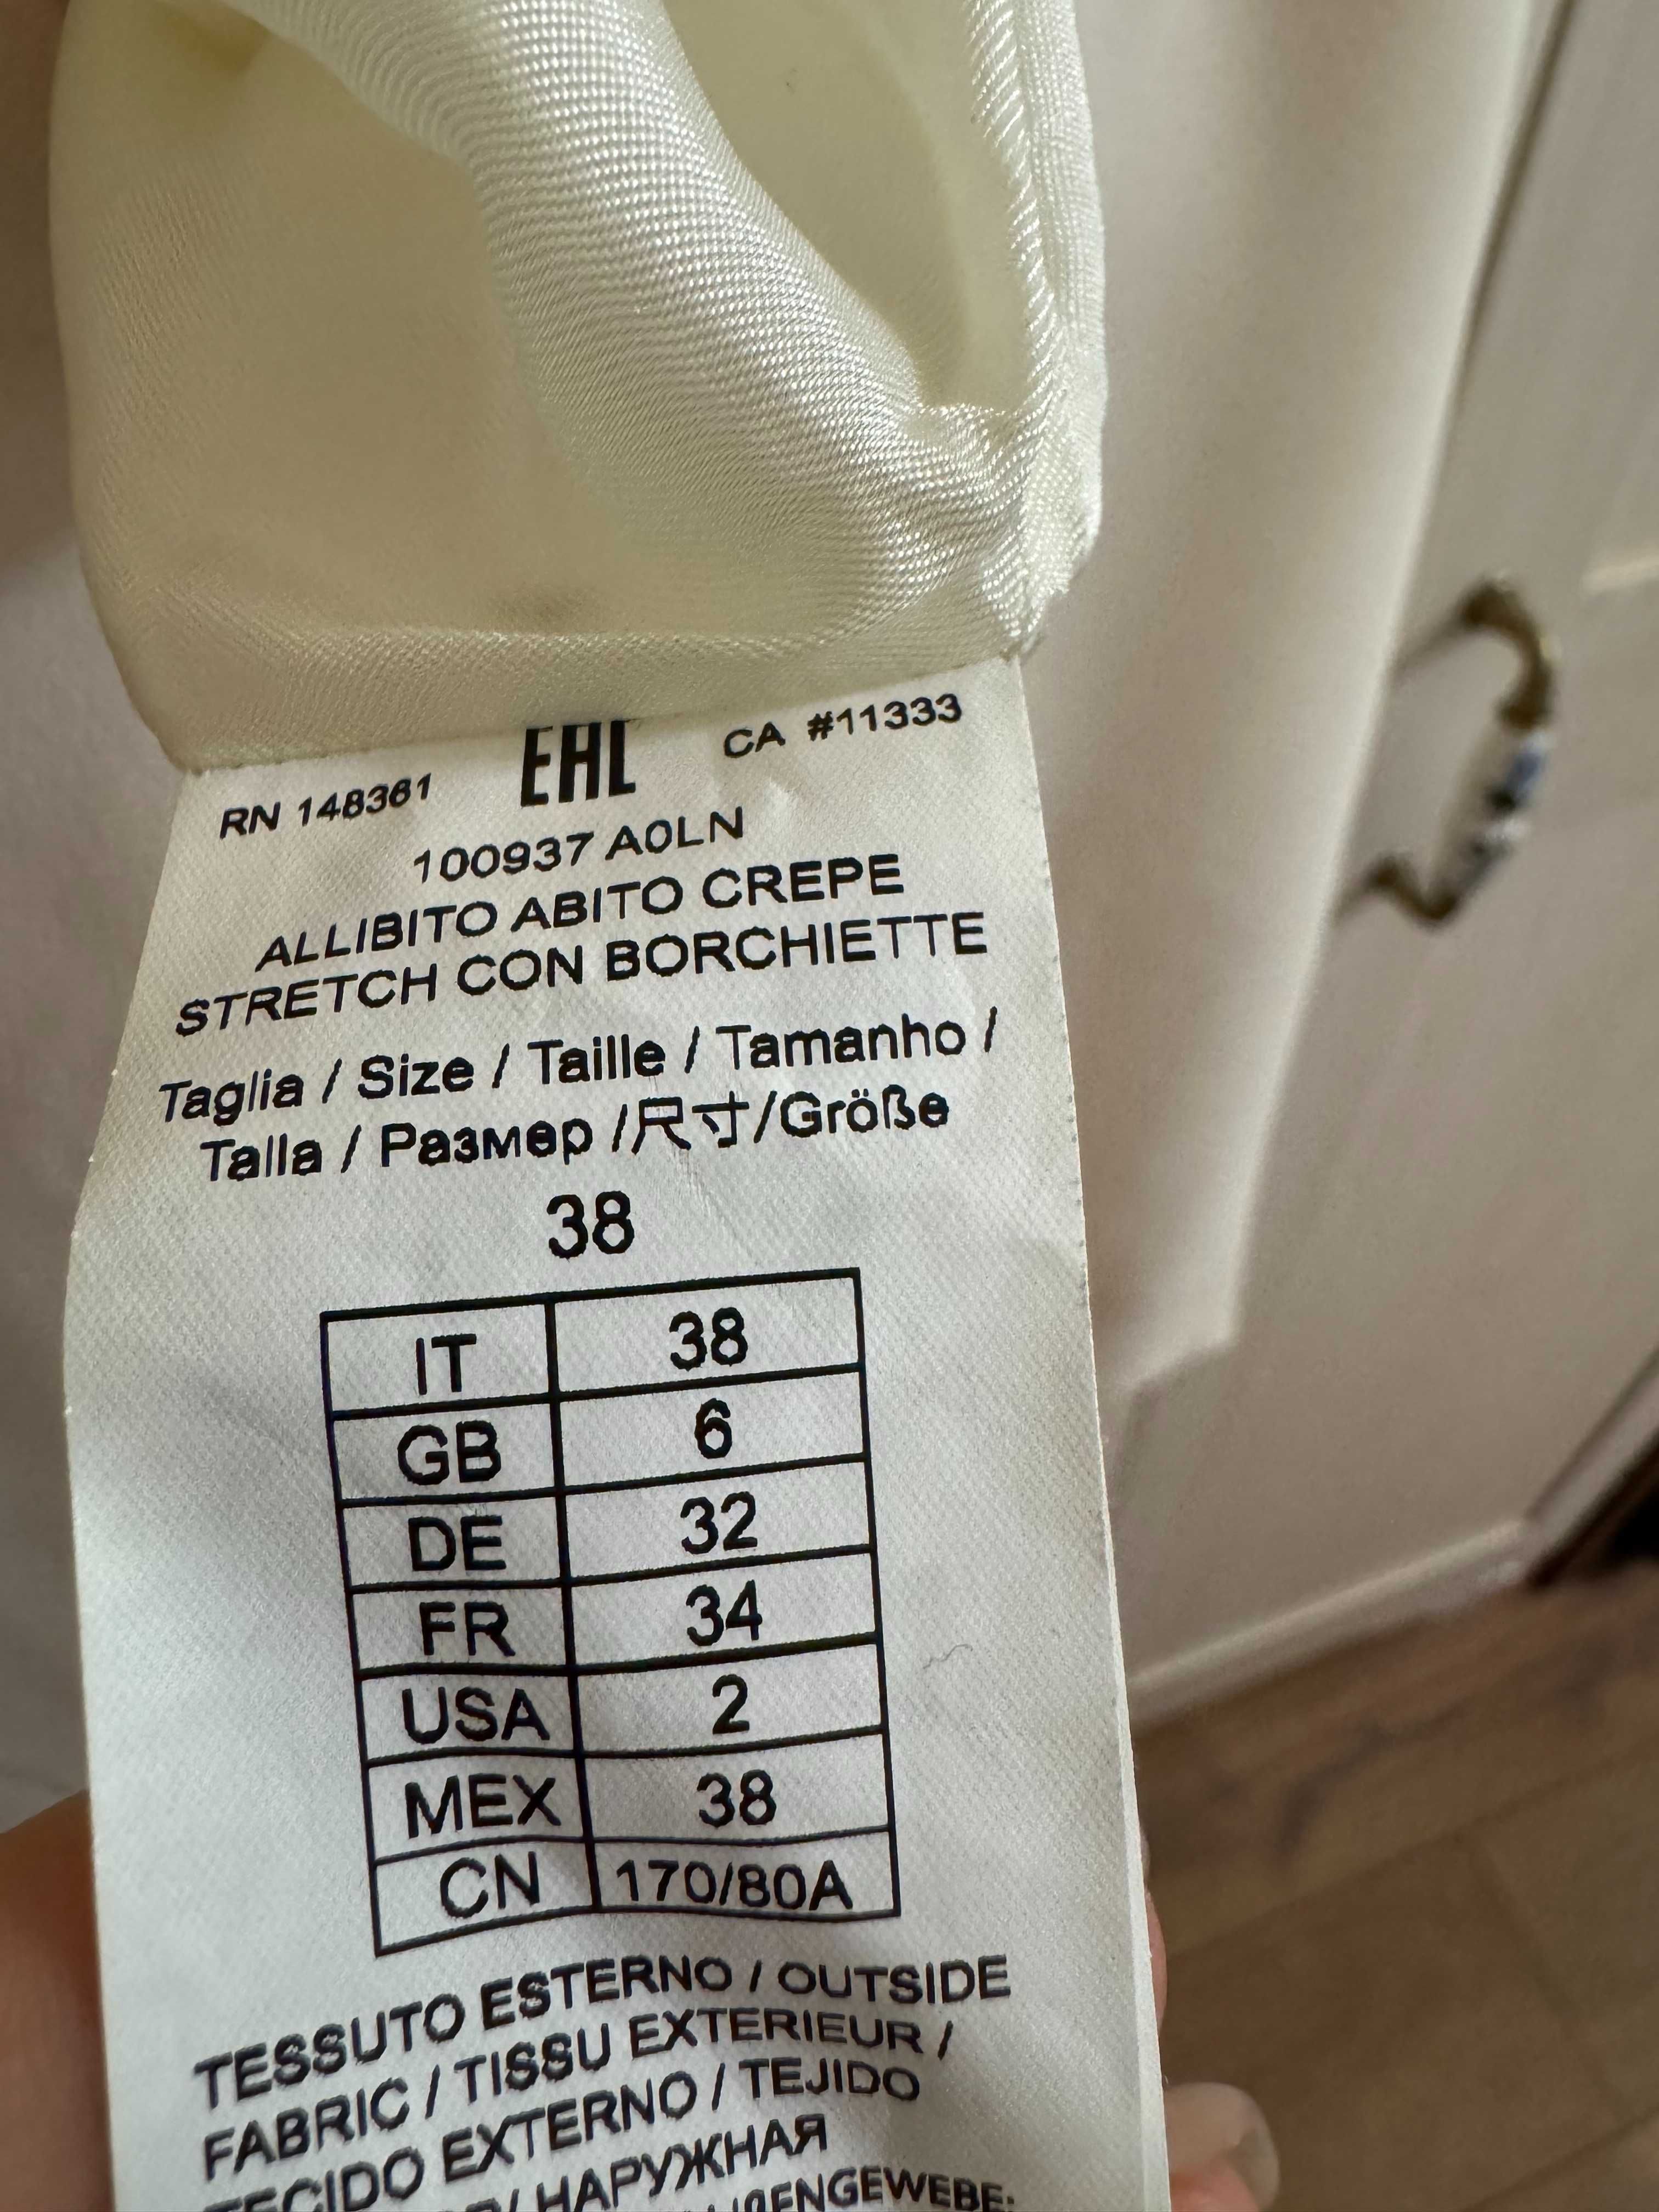 RN 148361 EAC CA #11333
100937 A0LN
ALLIBITO ABITO CREPE
STRETCH CON BORCHIETTE
Taglia / Size / Taille / Tamanho /
Talla / Размер /尺寸/Größe
38
IT 38
GB 6
DE 32
FR 34
USA 2
MEX 38
CN 170/80A
TESSUTO ESTERNO / OUTSIDE
FABRIC / TISSU EXTERIEUR /
TECIDO EXTERNO / TEJIDO
НАРУЖНАЯ